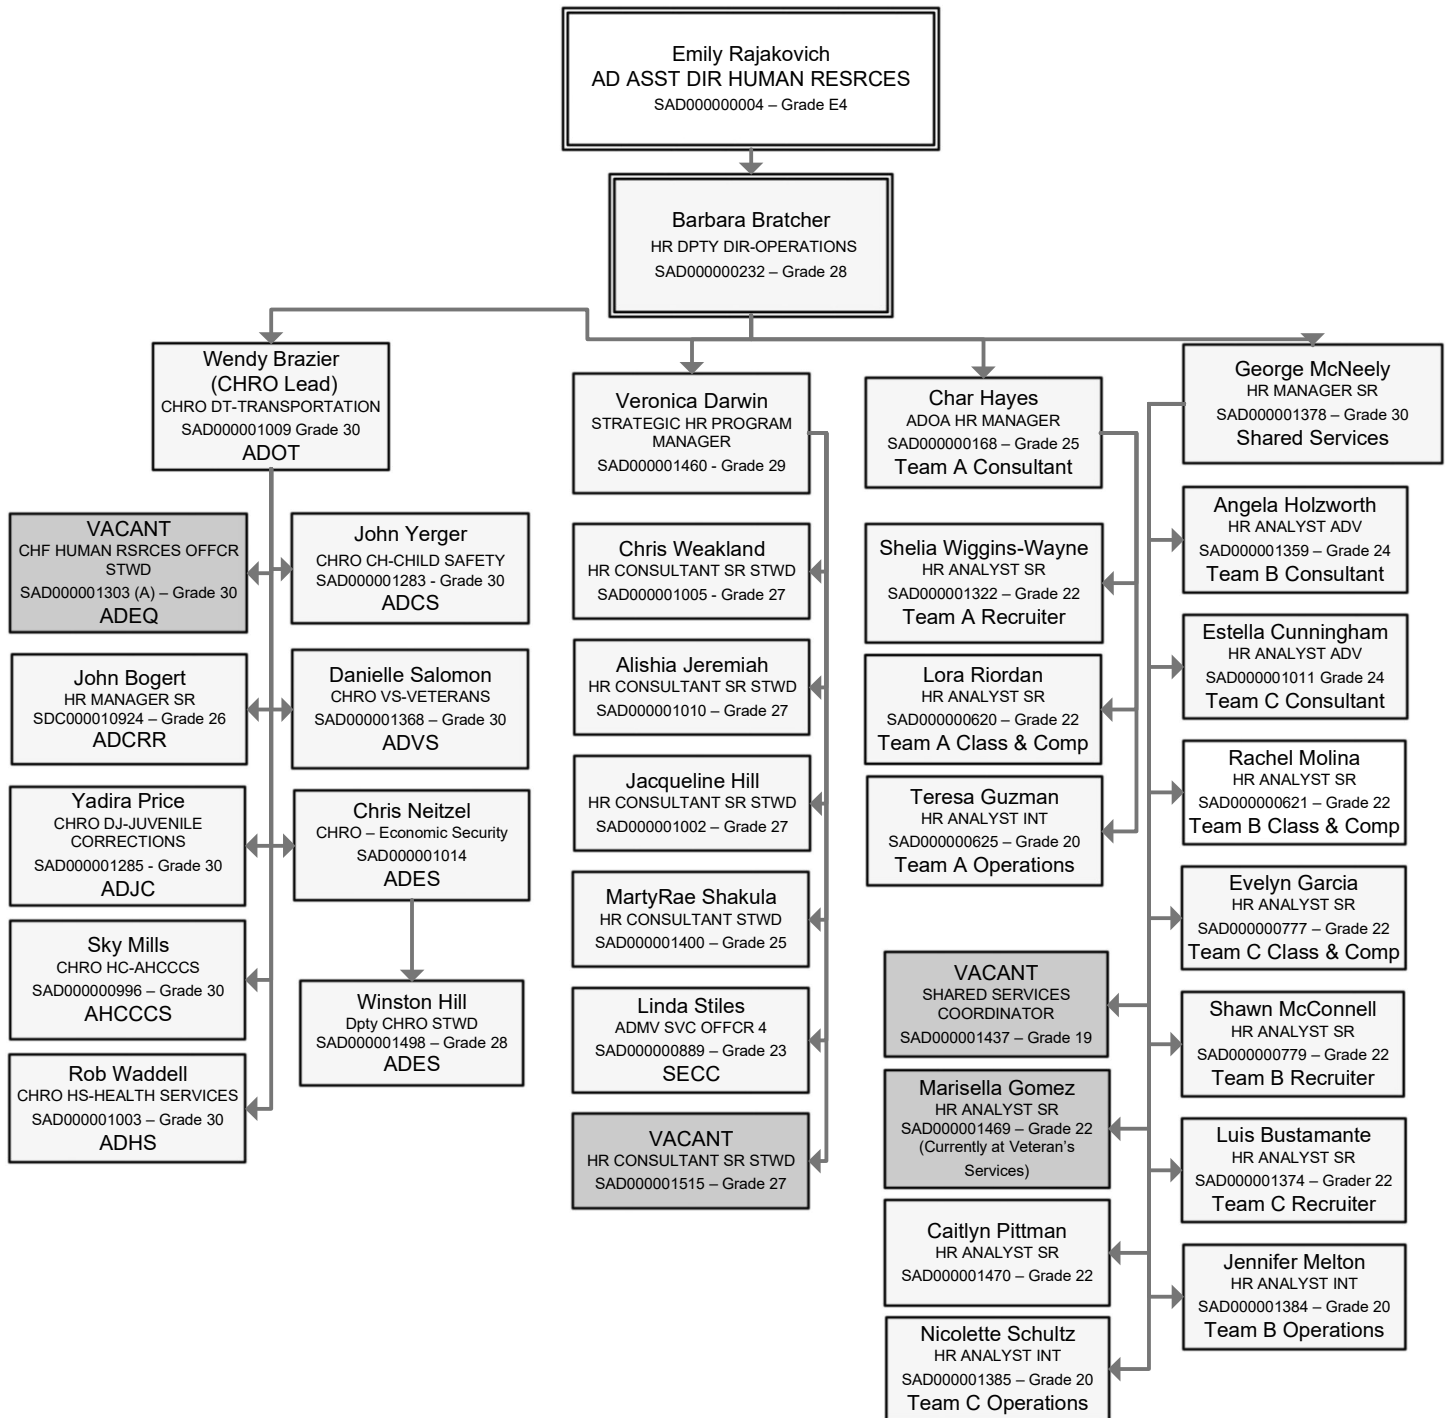 Emily Rajakovich
AD ASST DIR HUMAN RESRCES
SAD000000004 – Grade E4
Barbara Bratcher
HR DPTY DIR-OPERATIONS
SAD000000232 – Grade 28
Wendy Brazier
(CHRO Lead)
CHRO DT-TRANSPORTATION
SAD000001009 Grade 30
ADOT
VACANT
CHF HUMAN RSRCES OFFCR
STWD
SAD000001303 (A) – Grade 30
ADEQ
John Yerger
CHRO CH-CHILD SAFETY
SAD000001283 - Grade 30
ADCS
John Bogert
HR MANAGER SR
SDC000010924 – Grade 26
ADCRR
Danielle Salomon
CHRO VS-VETERANS
SAD000001368 – Grade 30
ADVS
Yadira Price
CHRO DJ-JUVENILE
CORRECTIONS
SAD000001285 - Grade 30
ADJC
Chris Neitzel
CHRO – Economic Security
SAD000001014
ADES
Sky Mills
CHRO HC-AHCCCS
SAD000000996 – Grade 30
AHCCCS
Winston Hill
Dpty CHRO STWD
SAD000001498 – Grade 28
ADES
Rob Waddell
CHRO HS-HEALTH SERVICES
SAD000001003 – Grade 30
ADHS
Veronica Darwin
STRATEGIC HR PROGRAM
MANAGER
SAD000001460 - Grade 29
Chris Weakland
HR CONSULTANT SR STWD
SAD000001005 - Grade 27
Alishia Jeremiah
HR CONSULTANT SR STWD
SAD000001010 – Grade 27
Jacqueline Hill
HR CONSULTANT SR STWD
SAD000001002 – Grade 27
MartyRae Shakula
HR CONSULTANT STWD
SAD000001400 – Grade 25
Linda Stiles
ADMV SVC OFFCR 4
SAD000000889 – Grade 23
SECC
VACANT
HR CONSULTANT SR STWD
SAD000001515 – Grade 27
Char Hayes
ADOA HR MANAGER
SAD000000168 – Grade 25
Team A Consultant
Shelia Wiggins-Wayne
HR ANALYST SR
SAD000001322 – Grade 22
Team A Recruiter
Lora Riordan
HR ANALYST SR
SAD000000620 – Grade 22
Team A Class & Comp
Teresa Guzman
HR ANALYST INT
SAD000000625 – Grade 20
Team A Operations
George McNeely
HR MANAGER SR
SAD000001378 – Grade 30
Shared Services
Angela Holzworth
HR ANALYST ADV
SAD000001359 – Grade 24
Team B Consultant
Estella Cunningham
HR ANALYST ADV
SAD000001011 Grade 24
Team C Consultant
Rachel Molina
HR ANALYST SR
SAD000000621 – Grade 22
Team B Class & Comp
Evelyn Garcia
HR ANALYST SR
SAD000000777 – Grade 22
Team C Class & Comp
VACANT
SHARED SERVICES
COORDINATOR
SAD000001437 – Grade 19
Shawn McConnell
HR ANALYST SR
SAD000000779 – Grade 22
Team B Recruiter
Marisella Gomez
HR ANALYST SR
SAD000001469 – Grade 22
(Currently at Veteran's
Services)
Luis Bustamante
HR ANALYST SR
SAD000001374 – Grader 22
Team C Recruiter
Caitlyn Pittman
HR ANALYST SR
SAD000001470 – Grade 22
Jennifer Melton
HR ANALYST INT
SAD000001384 – Grade 20
Team B Operations
Nicolette Schultz
HR ANALYST INT
SAD000001385 – Grade 20
Team C Operations